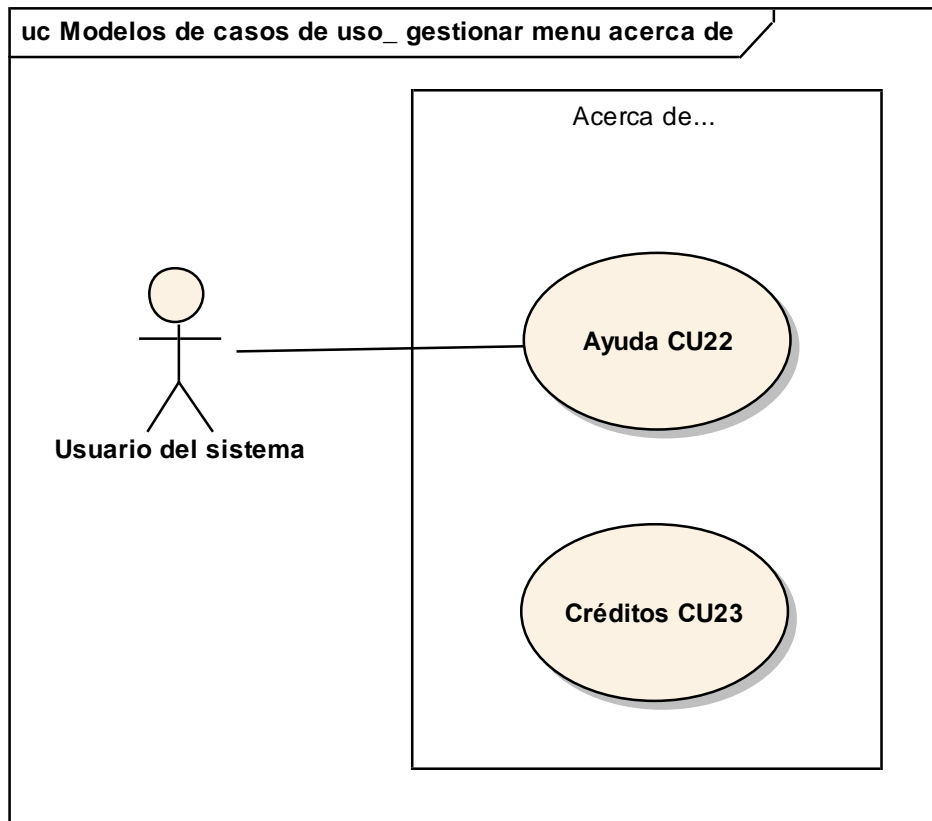 uc Modelos de casos de uso_ gestionar menu acerca de
Acerca de...
Ayuda CU22
Usuario del sistema
Créditos CU23